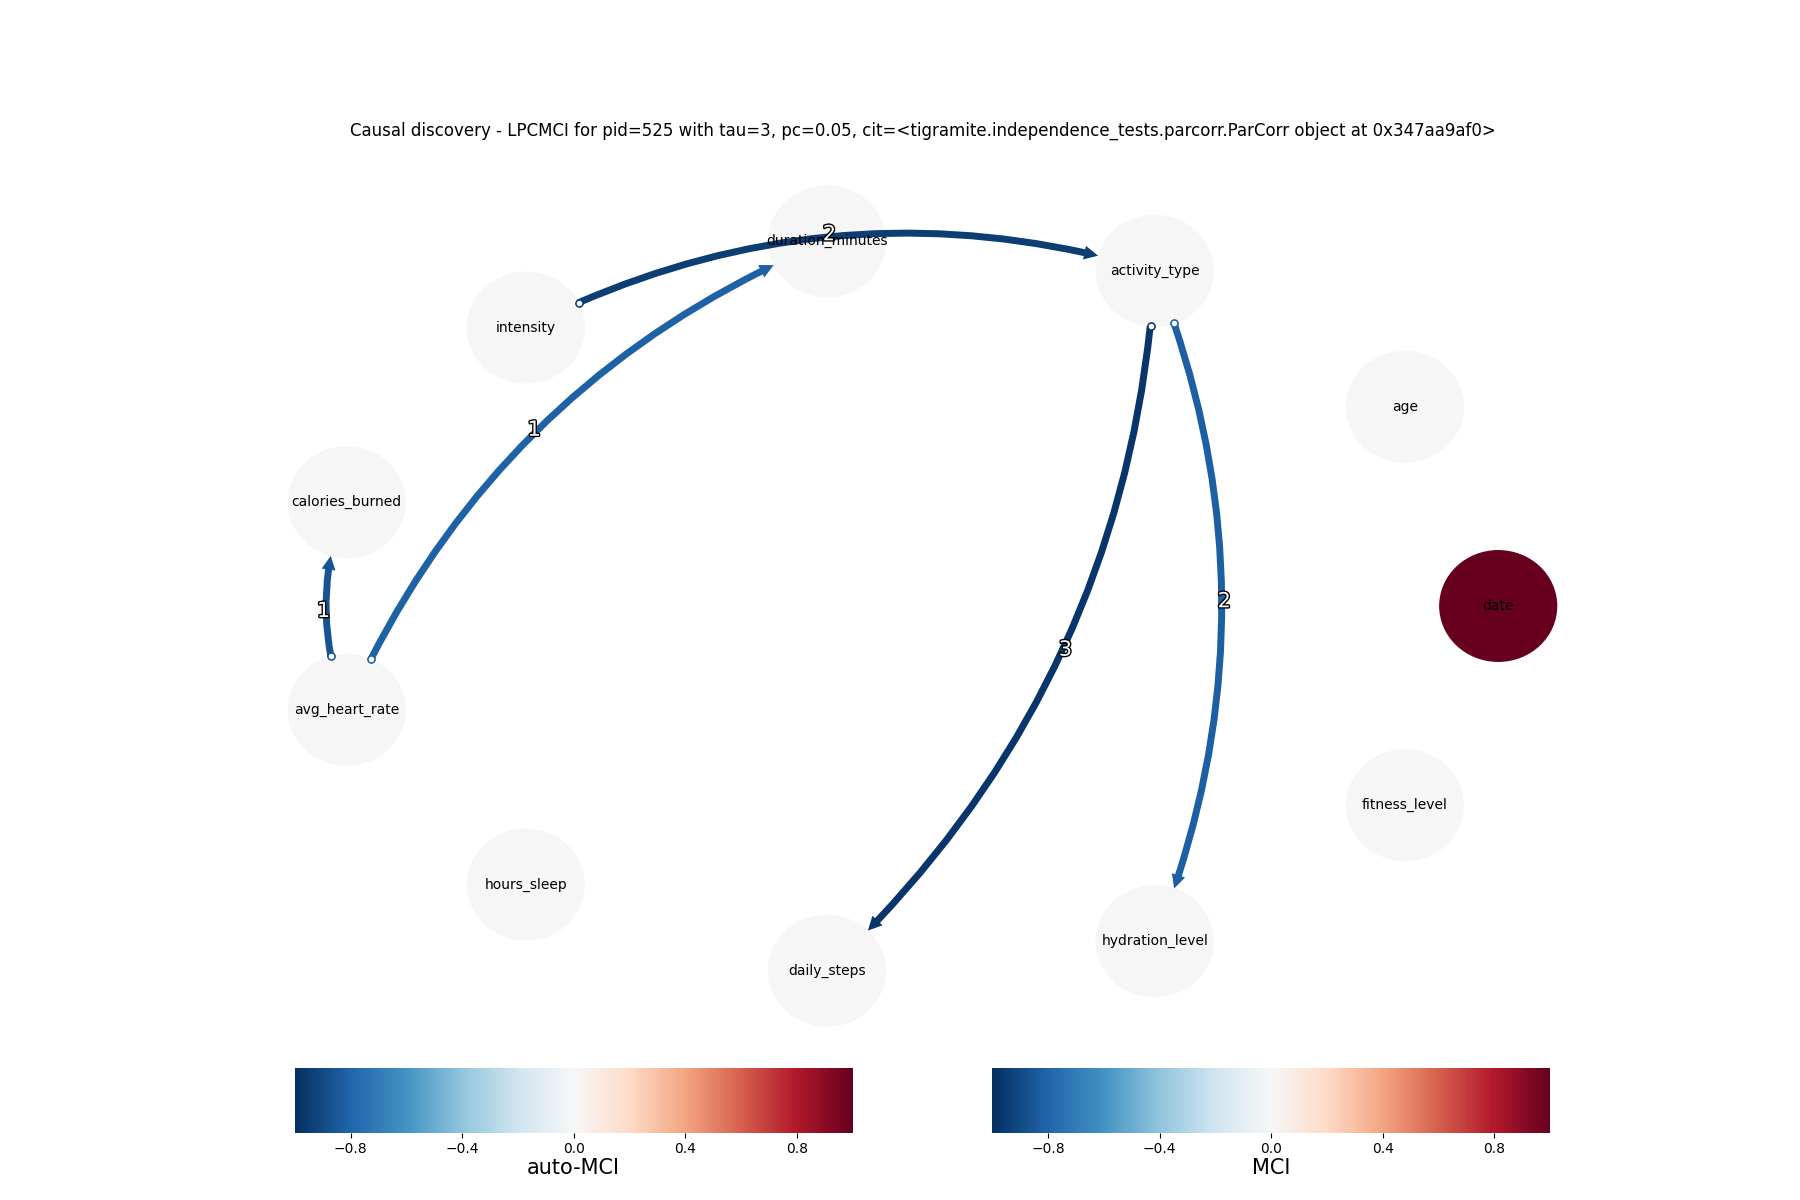 Causal discovery - LPCMCI for pid=525 with tau=3, pc=0.05, cit=<tigramite.independence_tests.parcorr.ParCorr object at 0x347aa9af0>
2
duration_minutes
activity_type
intensity
age
1
calories_burned
2
date
1
3
avg_heart_rate
fitness_level
hours_sleep
hydration_level
daily_steps
−0.8 −0.4 0.0 0.4 0.8
auto-MCI
−0.8 −0.4 0.0 0.4 0.8
MCI